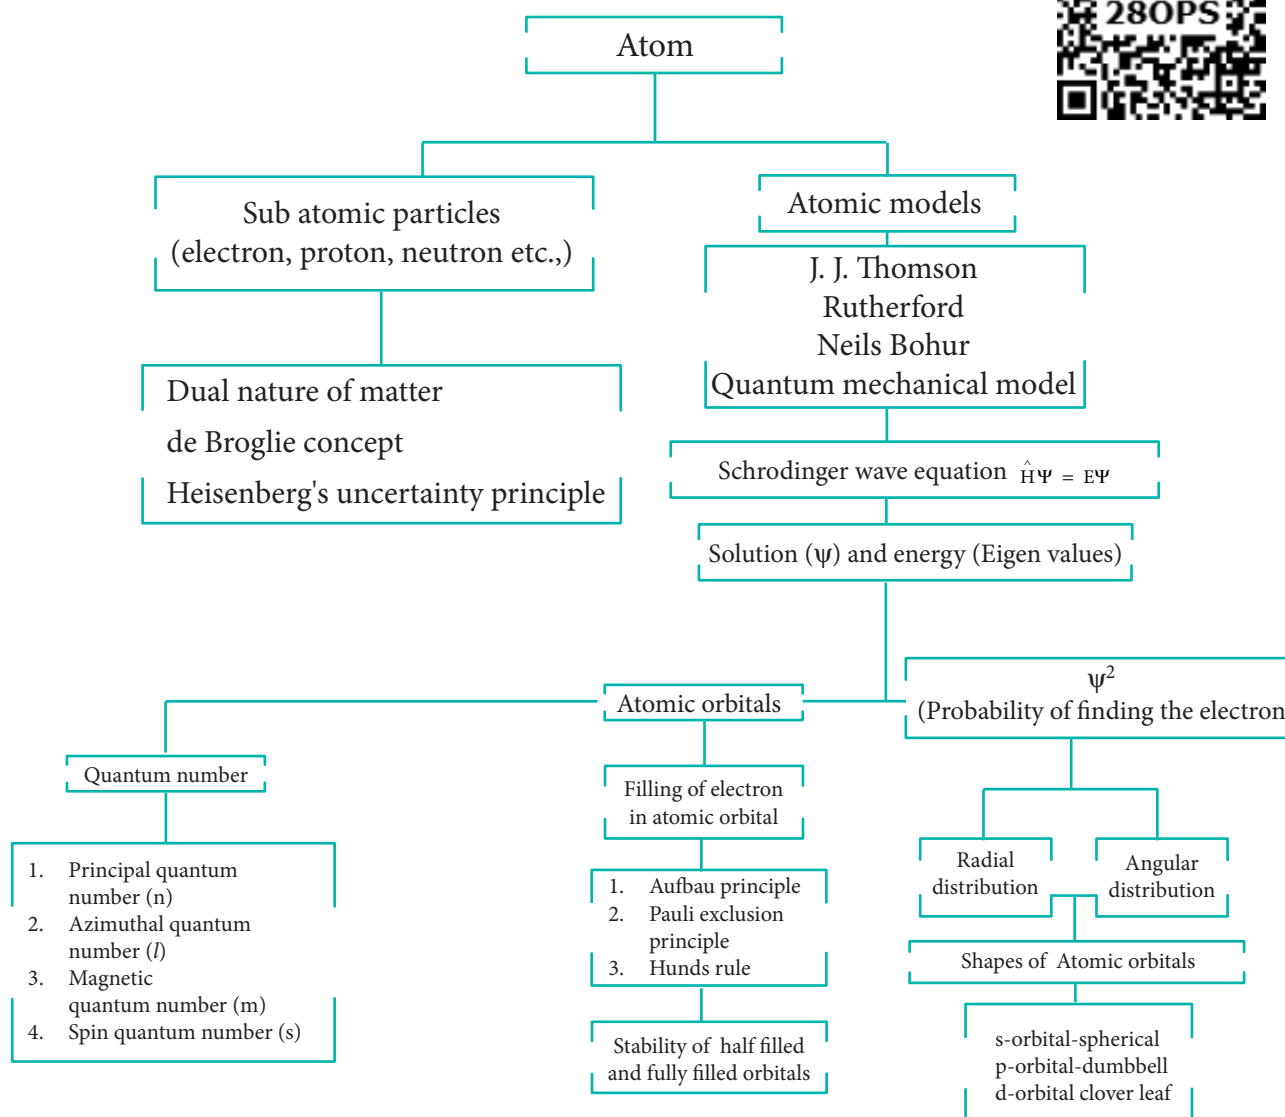 28OPS
Atom
Sub atomic particles
(electron, proton, neutron etc.,)
Atomic models
J. J. Thomson
Rutherford
Neils Bohur
Quantum mechanical model
Dual nature of matter
de Broglie concept
Heisenberg's uncertainty principle
Schrodinger wave equation ĤΨ = EΨ
Solution (ψ) and energy (Eigen values)
Atomic orbitals
ψ²
(Probability of finding the electron
Quantum number
1. Principal quantum
number (n)
2. Azimuthal quantum
number (l)
3. Magnetic
quantum number (m)
4. Spin quantum number (s)
Filling of electron
in atomic orbital
1. Aufbau principle
2. Pauli exclusion
principle
3. Hunds rule
Stability of half filled
and fully filled orbitals
Radial
distribution
Angular
distribution
Shapes of Atomic orbitals
s-orbital-spherical
p-orbital-dumbbell
d-orbital clover leaf